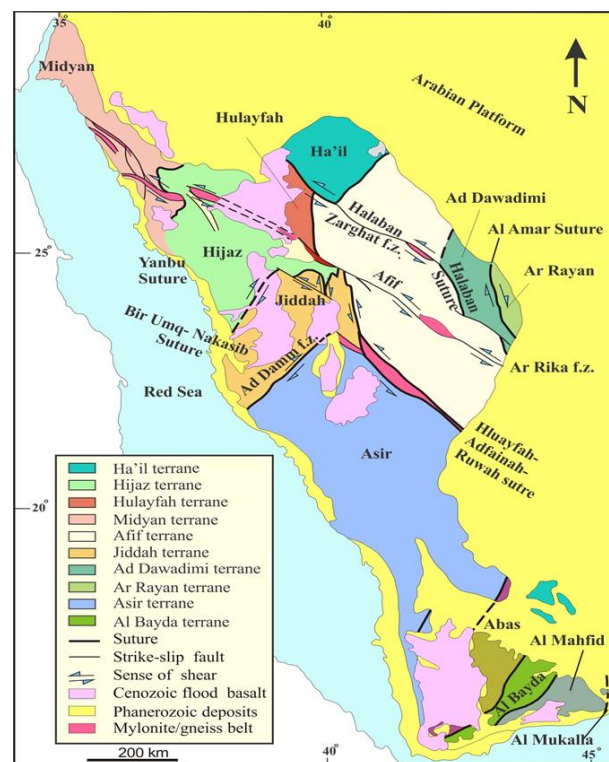 35°
40°
Midyan
Arabian Platform
N
Hulayfah
Ha'il
Ad Dawadimi
Al Amar Suture
Halaban
Zarghat f.z.
Halaban
Suture
Ar Rayan
25°
Hijaz
Yanbu
Suture
Afif
Jiddah
Bir Umq- Nakasib
Suture
Ad Damm f.z.
Ar Rika f.z.
Red Sea
Hluayfah-
Adfainah-
Ruwah sutre
Asir
20°
Ha'il terrane
Hijaz terrane
Hulayfah terrane
Midyan terrane
Afif terrane
Jiddah terrane
Ad Dawadimi terrane
Ar Rayan terrane
Asir terrane
Al Bayda terrane
Suture
Strike-slip fault
Sense of shear
Cenozoic flood basalt
Phanerozoic deposits
Mylonite/gneiss belt
Abas
Al Mahfid
Al Bayda
Al Mukalla
200 km
40°
45°